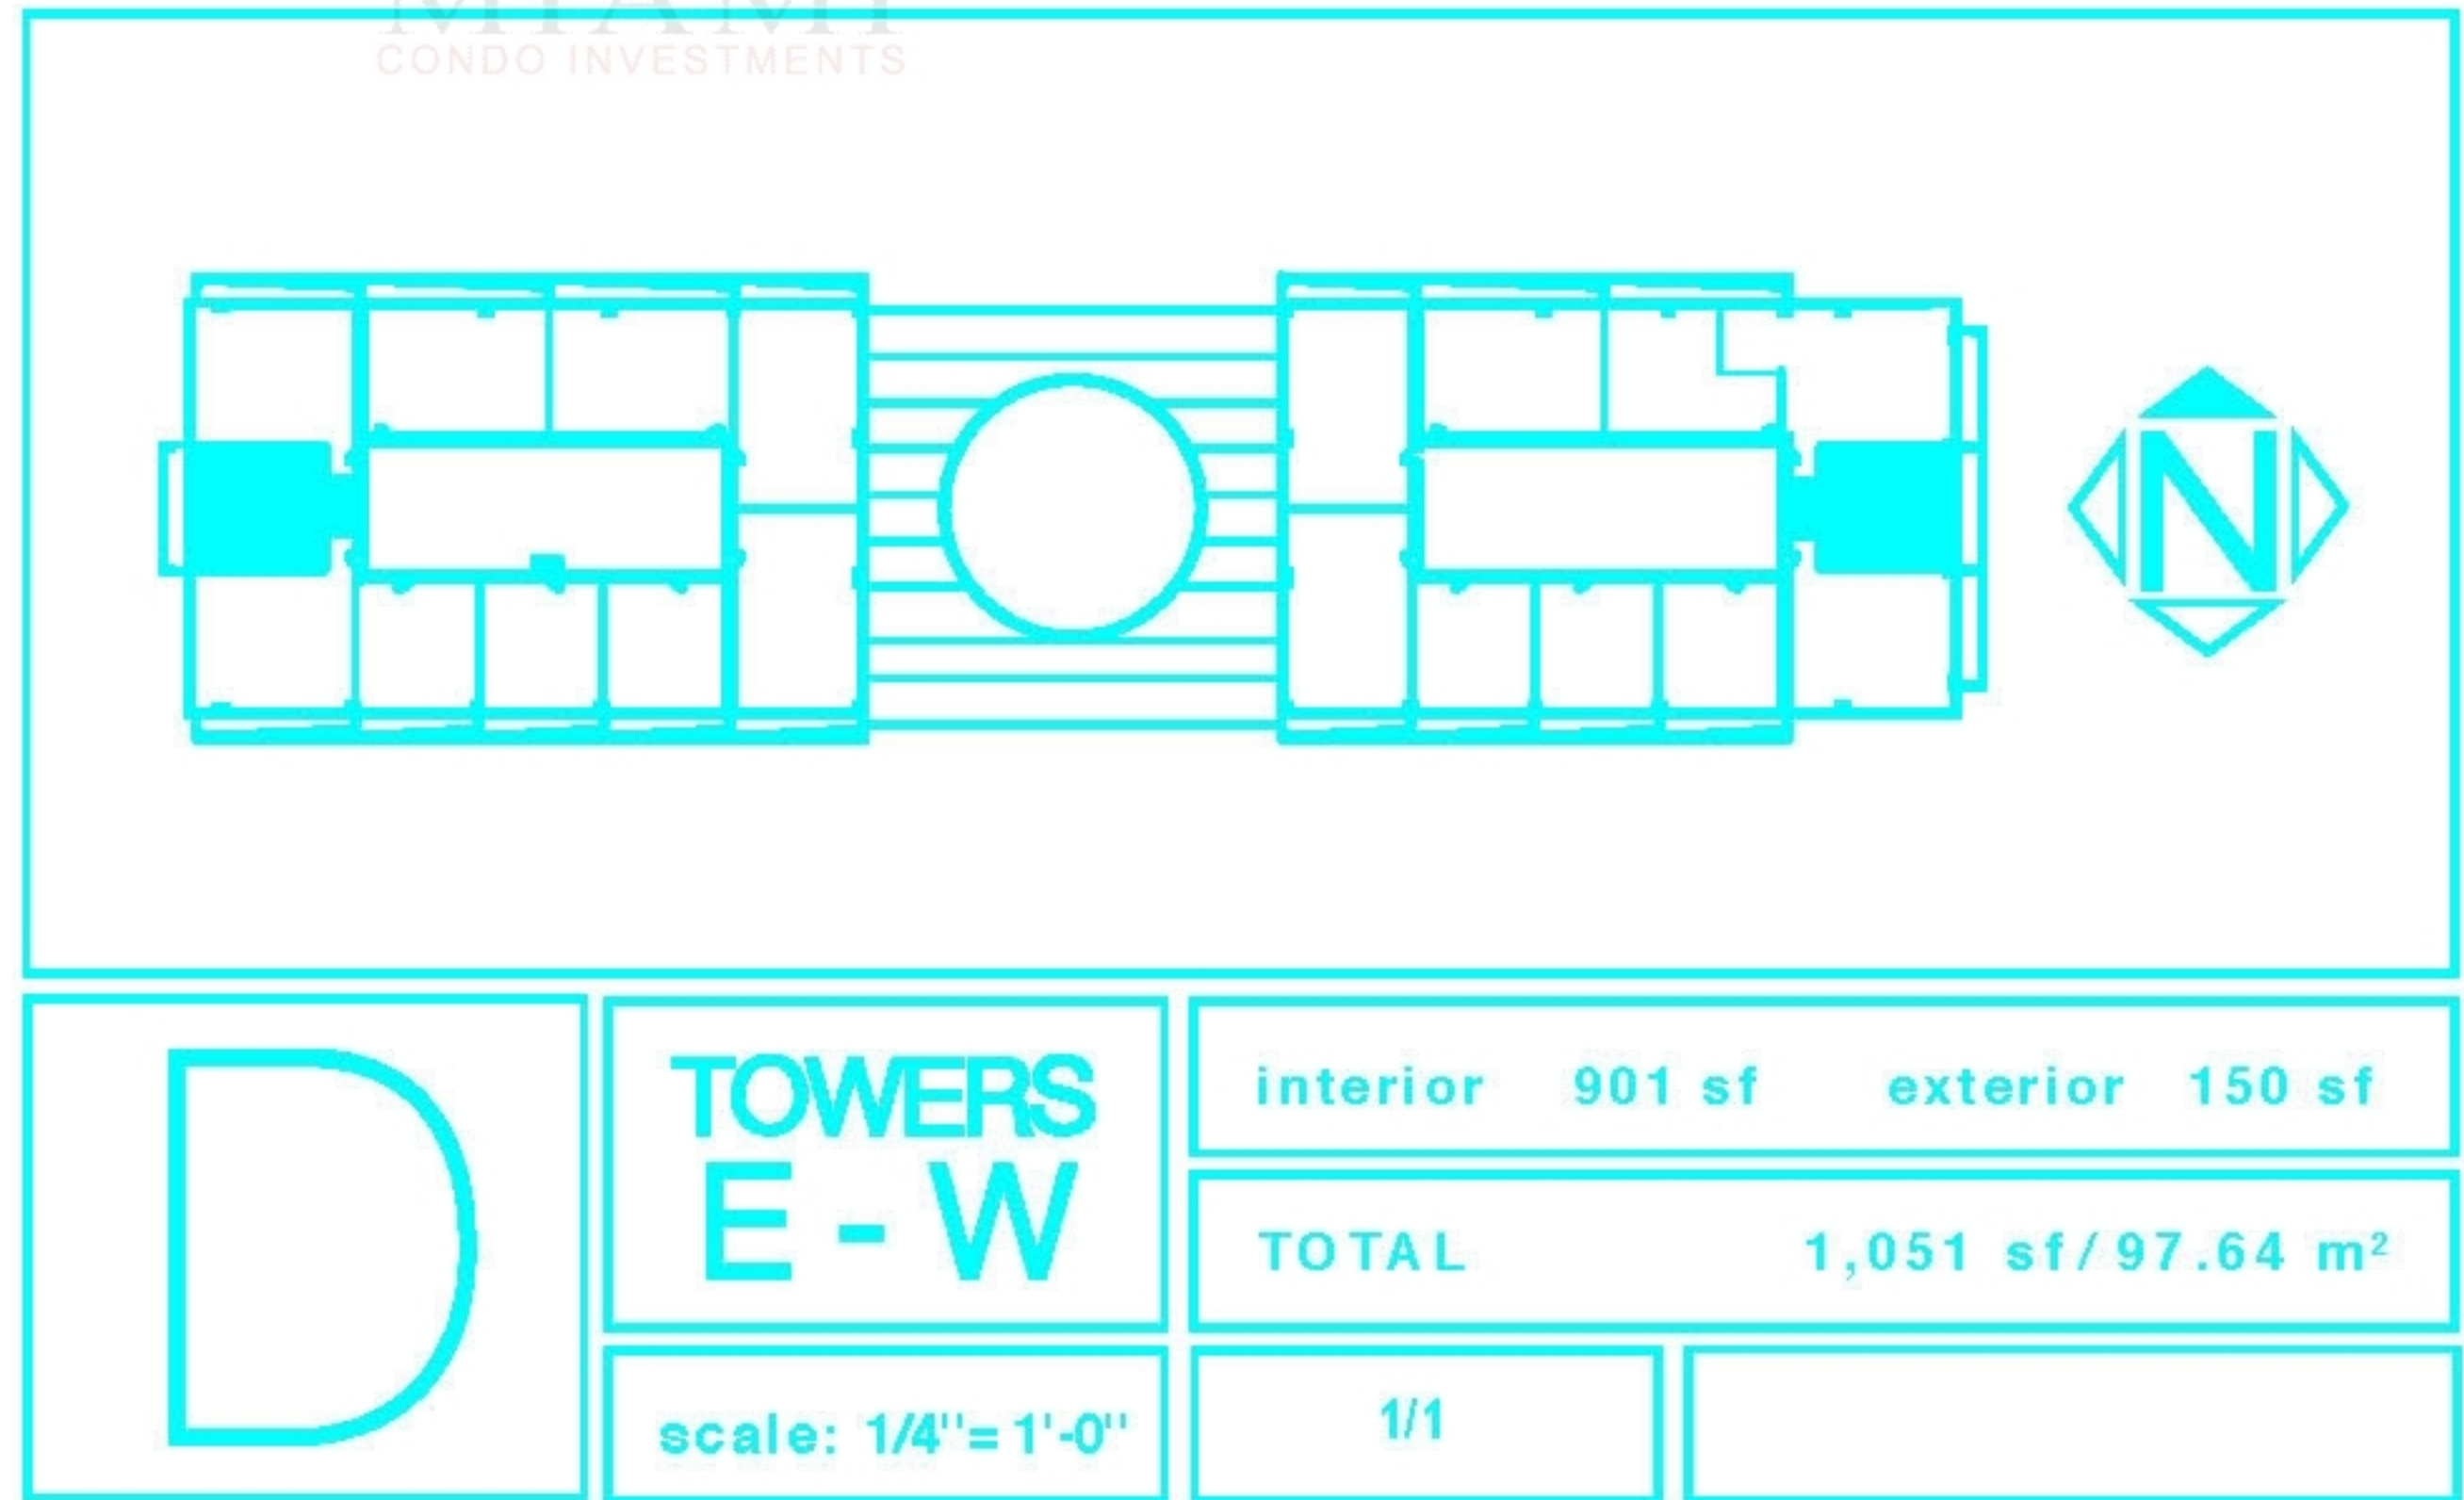 MIAMI
CONDO INVESTMENTS
N
D
TOWERS
E - W
interior 901 sf exterior 150 sf
TOTAL 1,051 sf/97.64 m²
scale: 1/4"= 1'-0"
1/1